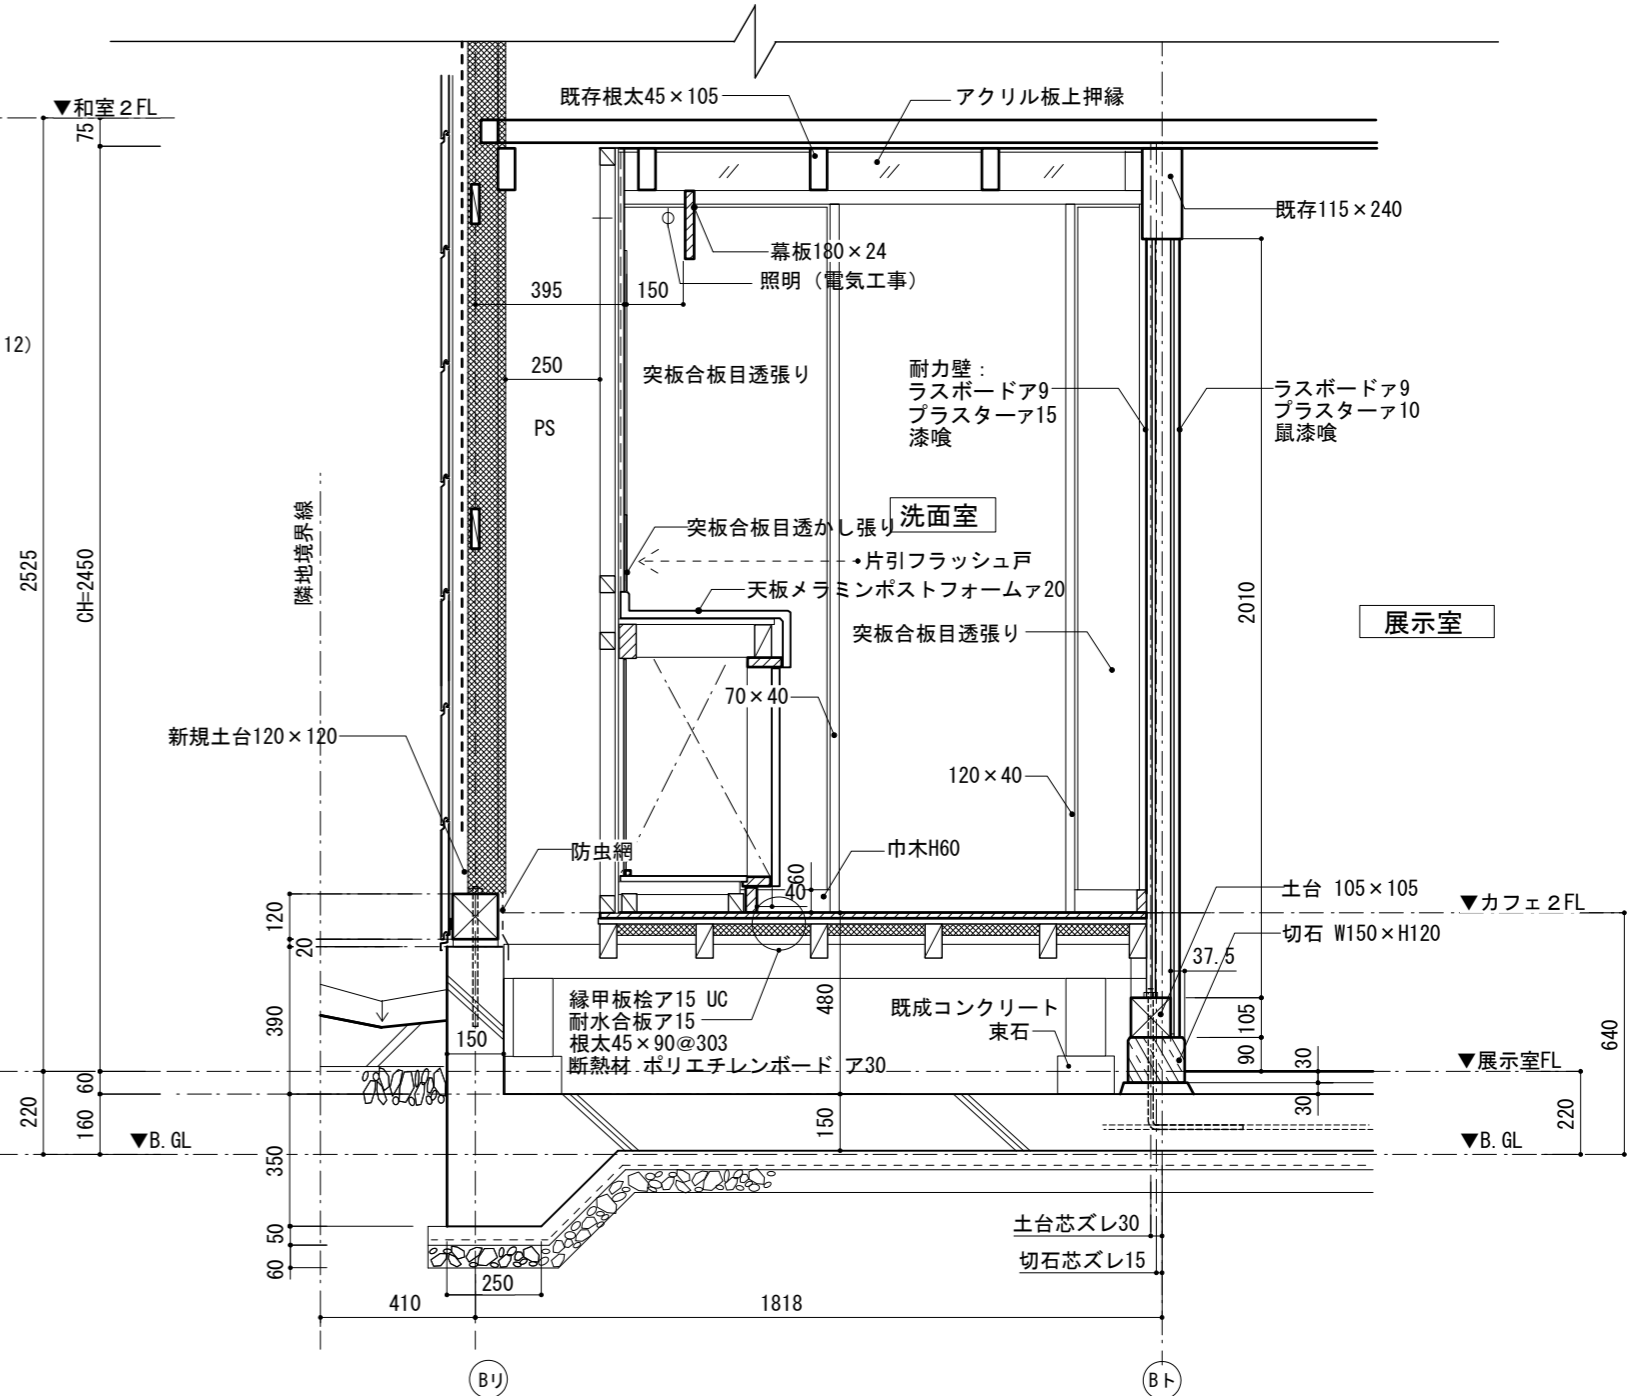 ▼和室２FL
75
既存根太45×105
アクリル板上押縁
既存115×240
幕板180×24
照明（電気工事）
395
150
12)
250
突板合板目透張り
PS
耐力壁：
ラスボードア9
プラスターァ15
漆喰
ラスボードァ9
プラスターァ10
鼠漆喰
隣地境界線
2525
CH=2450
洗面室
突板合板目透かし張り
片引フラッシュ戸
天板メラミンポストフォームァ20
突板合板目透張り
2010
展示室
70×40
新規土台120×120
120×40
防虫網
巾木H60
60
40
土台 105×105
▼カフェ２FL
切石 W150×H120
37.5
120
20
390
150
縁甲板桧ア15 UC
耐水合板ア15
根太45×90@303
断熱材 ポリエチレンボード ア30
480
既成コンクリート
束石
105
90
30
30
640
▼展示室FL
60
220
160
▼B.GL
350
150
220
▼B.GL
50
60
250
土台芯ズレ30
切石芯ズレ15
410
1818
Bリ
Bト